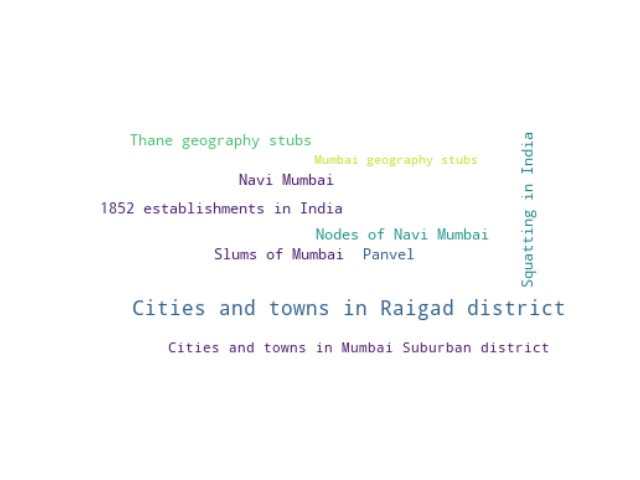 Thane geography stubs
Mumbai geography stubs
Navi Mumbai
1852 establishments in India
Nodes of Navi Mumbai
Slums of Mumbai
Panvel
Squatting in India
Cities and towns in Raigad district
Cities and towns in Mumbai Suburban district